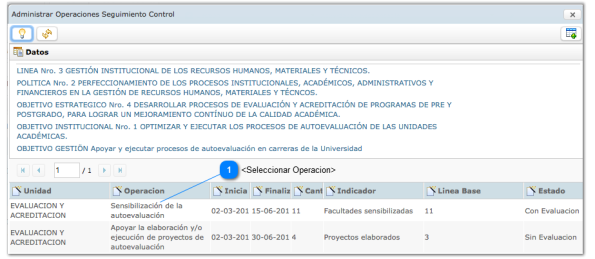 Administrar Operaciones Seguimiento Control
Datos
LINEA Nro. 3 GESTIÓN INSTITUCIONAL DE LOS RECURSOS HUMANOS, MATERIALES Y TÉCNICOS.
POLITICA Nro. 2 PERFECCIONAMIENTO DE LOS PROCESOS INSTITUCIONALES, ACADÉMICOS, ADMINISTRATIVOS Y
FINANCIEROS EN LA GESTIÓN DE RECURSOS HUMANOS, MATERIALES Y TÉCNCOS.
OBJETIVO ESTRATEGICO Nro. 4 DESARROLLAR PROCESOS DE EVALUACIÓN Y ACREDITACIÓN DE PROGRAMAS DE PRE Y
POSTGRADO, PARA LOGRAR UN MEJORAMIENTO CONTÍNUO DE LA CALIDAD ACADÉMICA.
OBJETIVO INSTITUCIONAL Nro. 1 OPTIMIZAR Y EJECUTAR LOS PROCESOS DE AUTOEVALUACIÓN DE LAS UNIDADES
ACADÉMICAS.
OBJETIVO GESTIÓN Apoyar y ejecutar procesos de autoevaluación en carreras de la Universidad
1 / 1 1 <Seleccionar Operacion>
Unidad Operacion Inicia Finaliz Cant Indicador Linea Base Estado
EVALUACION Y
ACREDITACION
Sensibilización de la
autoevaluación
02-03-201 15-06-201 11 Facultades sensibilizadas 11 Con Evaluacion
EVALUACION Y
ACREDITACION
Apoyar la elaboración y/o
ejecución de proyectos de
autoevaluación
02-03-201 30-06-201 4 Proyectos elaborados 3 Sin Evaluacion